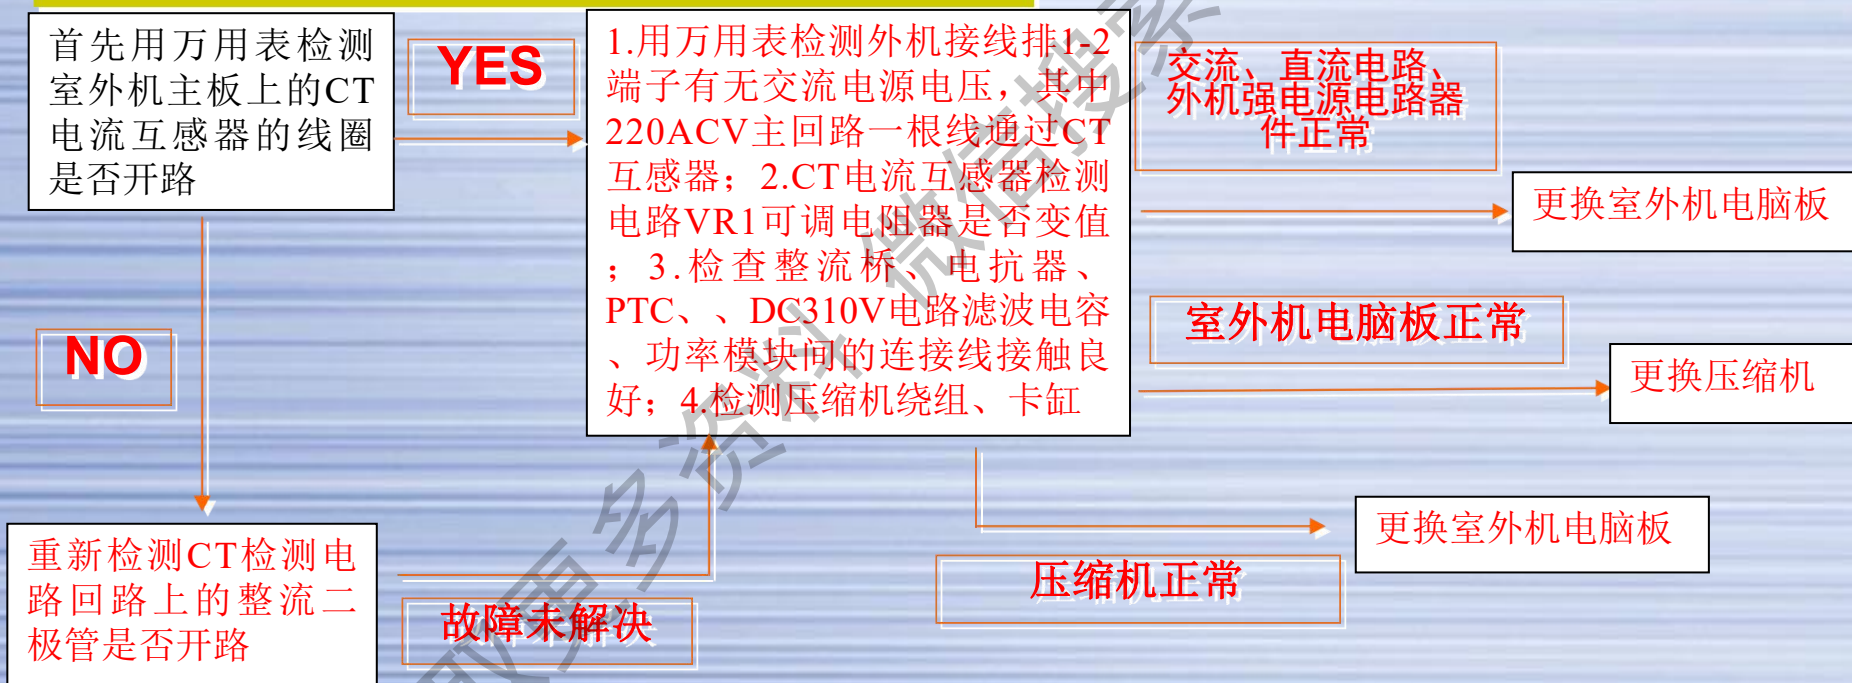 首先用万用表检测
室外机主板上的CT
电流互感器的线圈
是否开路
YES
1.用万用表检测外机接线排1-2
端子有无交流电源电压，其中
220ACV主回路一根线通过CT
互感器；2.CT电流互感器检测
电路VR1可调电阻器是否变值
；3.检查整流桥、电抗器、
PTC、、DC310V电路滤波电容
、功率模块间的连接线接触良
好；4.检测压缩机绕组、卡缸
交流、直流电路、
外机强电源电路器
件正常
更换室外机电脑板
NO
室外机电脑板正常
更换压缩机
重新检测CT检测电
路回路上的整流二
极管是否开路
故障未解决
压缩机正常
更换室外机电脑板
取更多资料 微信搜索